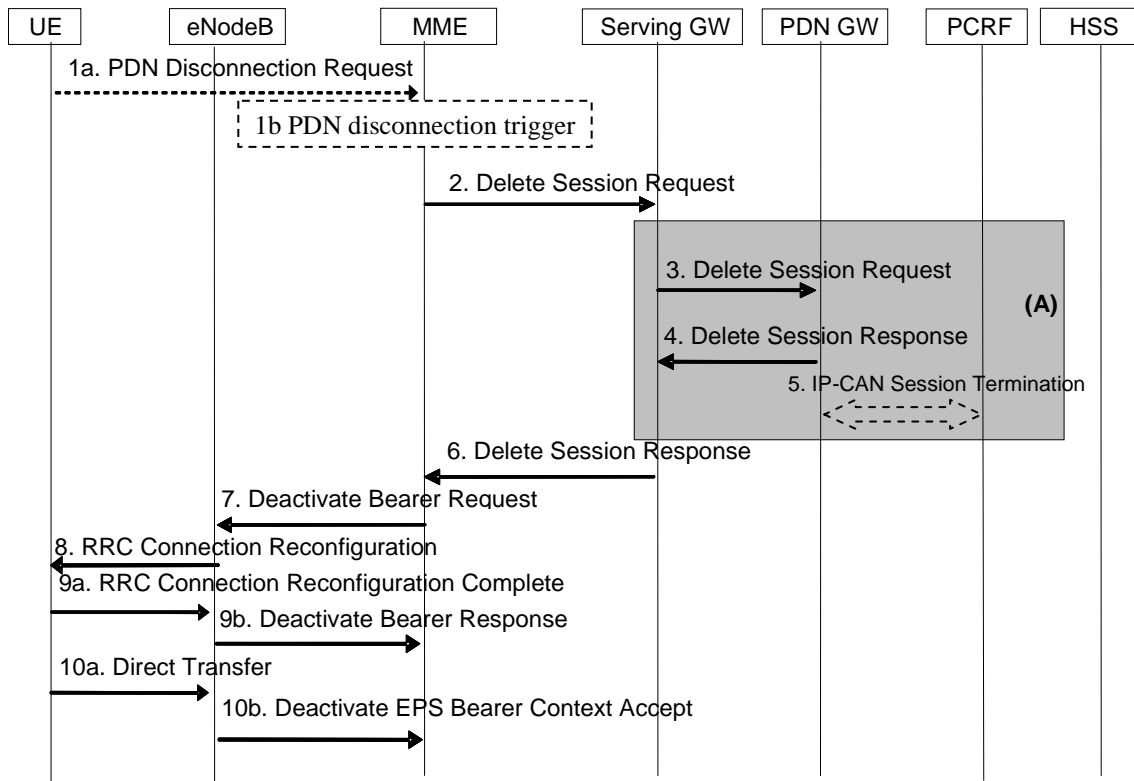 UE eNodeB MME Serving GW PDN GW PCRF HSS
1a. PDN Disconnection Request
1b PDN disconnection trigger
2. Delete Session Request
3. Delete Session Request
(A)
4. Delete Session Response
5. IP-CAN Session Termination
6. Delete Session Response
7. Deactivate Bearer Request
8. RRC Connection Reconfiguration
9a. RRC Connection Reconfiguration Complete
9b. Deactivate Bearer Response
10a. Direct Transfer
10b. Deactivate EPS Bearer Context Accept